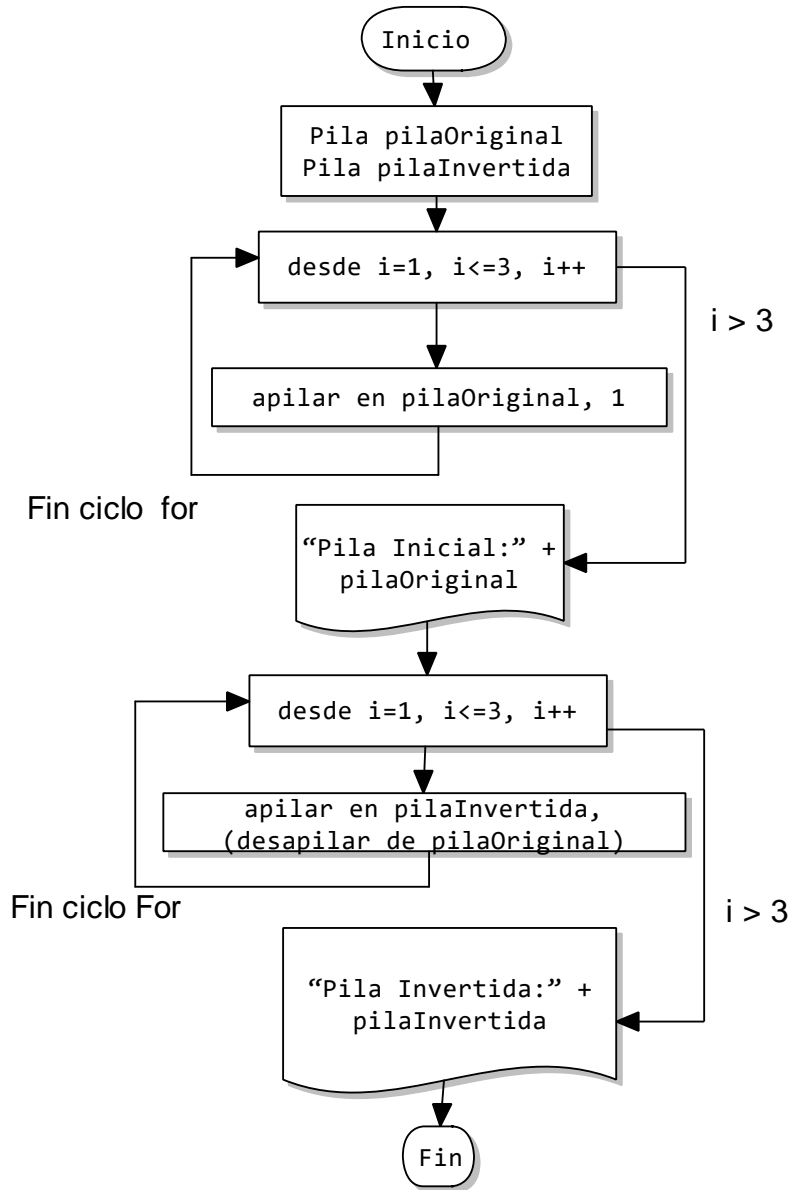 Inicio
Pila pilaOriginal
Pila pilaInvertida
desde i=1, i<=3, i++
i > 3
apilar en pilaOriginal, 1
Fin ciclo for
“Pila Inicial:” +
pilaOriginal
desde i=1, i<=3, i++
apilar en pilaInvertida,
(desapilar de pilaOriginal)
Fin ciclo For
i > 3
“Pila Invertida:” +
pilaInvertida
Fin